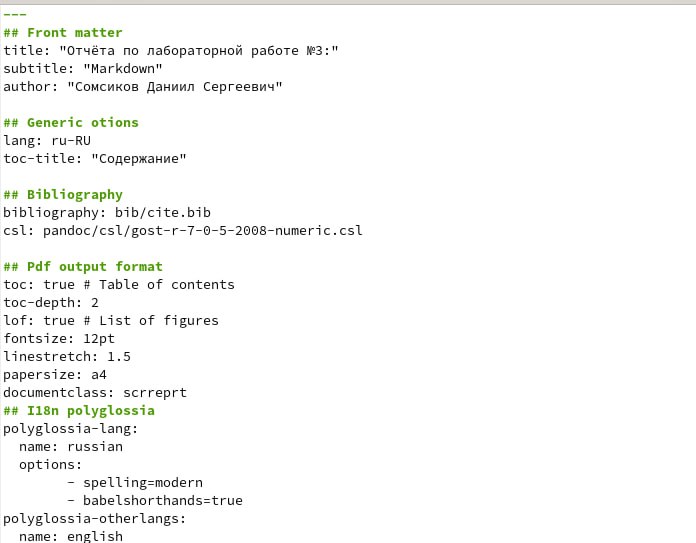 ---
## Front matter
title: "Отчёта по лабораторной работе №3:"
subtitle: "Markdown"
author: "Сомсиков Даниил Сергеевич"
## Generic otions
lang: ru-RU
toc-title: "Содержание"
## Bibliography
bibliography: bib/cite.bib
csl: pandoc/csl/gost-r-7-0-5-2008-numeric.csl
## Pdf output format
toc: true # Table of contents
toc-depth: 2
lof: true # List of figures
fontsize: 12pt
linestretch: 1.5
papersize: a4
documentclass: scrreprt
## I18n polyglossia
polyglossia-lang:
  name: russian
  options:
        - spelling=modern
        - babelshorthands=true
polyglossia-otherlangs:
  name: english